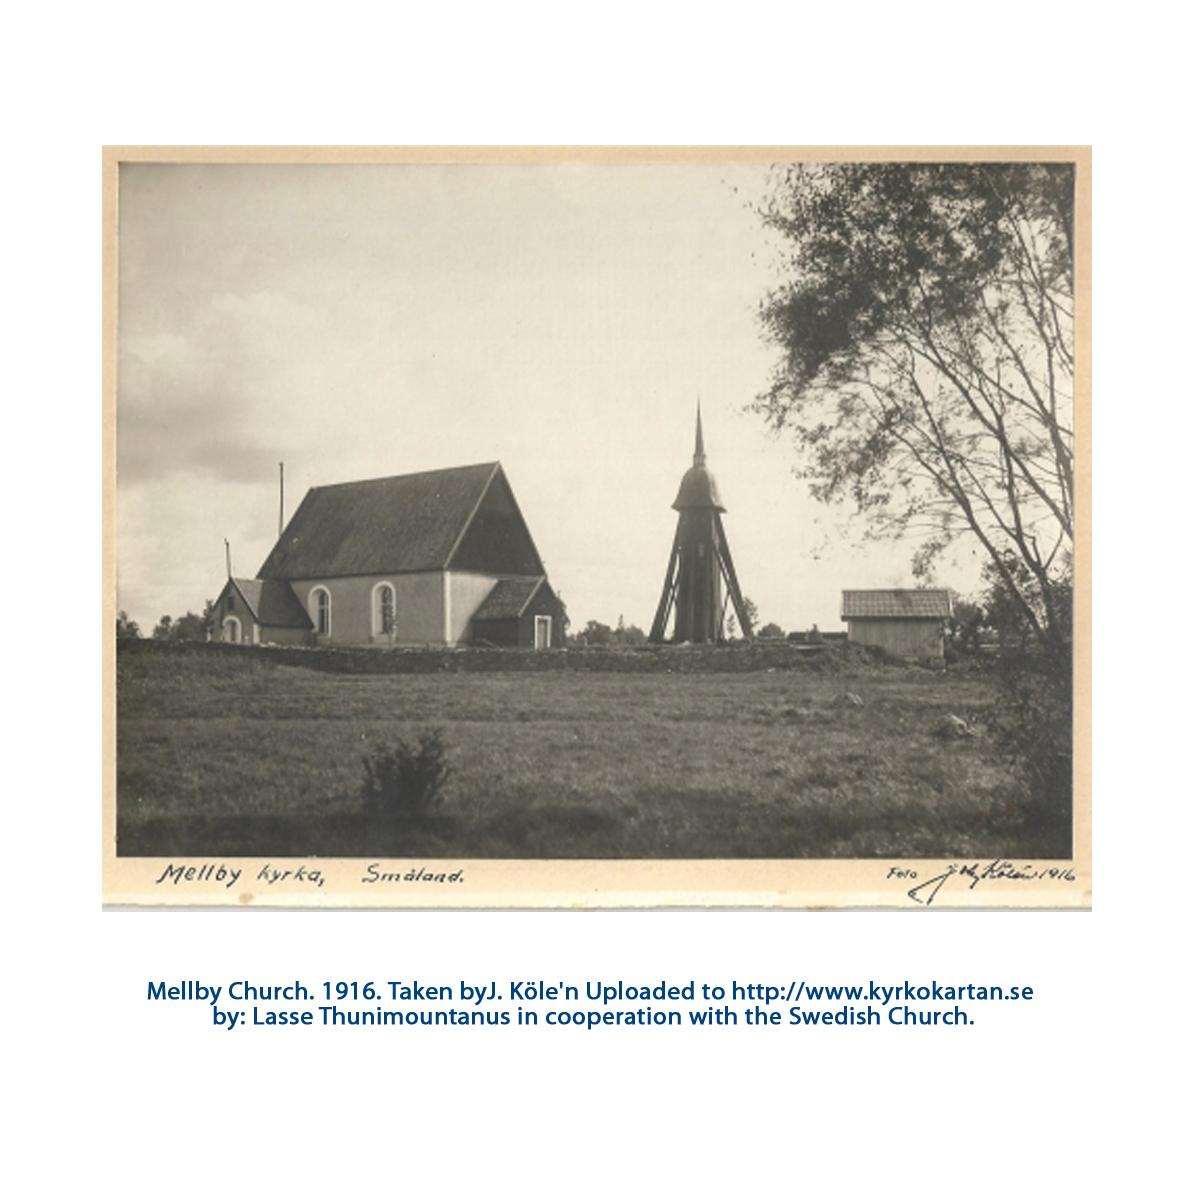 Mellby kyrka, Småland.
Foto J. Kölén 1916
Mellby Church. 1916. Taken byJ. Köle'n Uploaded to http://www.kyrkokartan.se
by: Lasse Thunimountanus in cooperation with the Swedish Church.